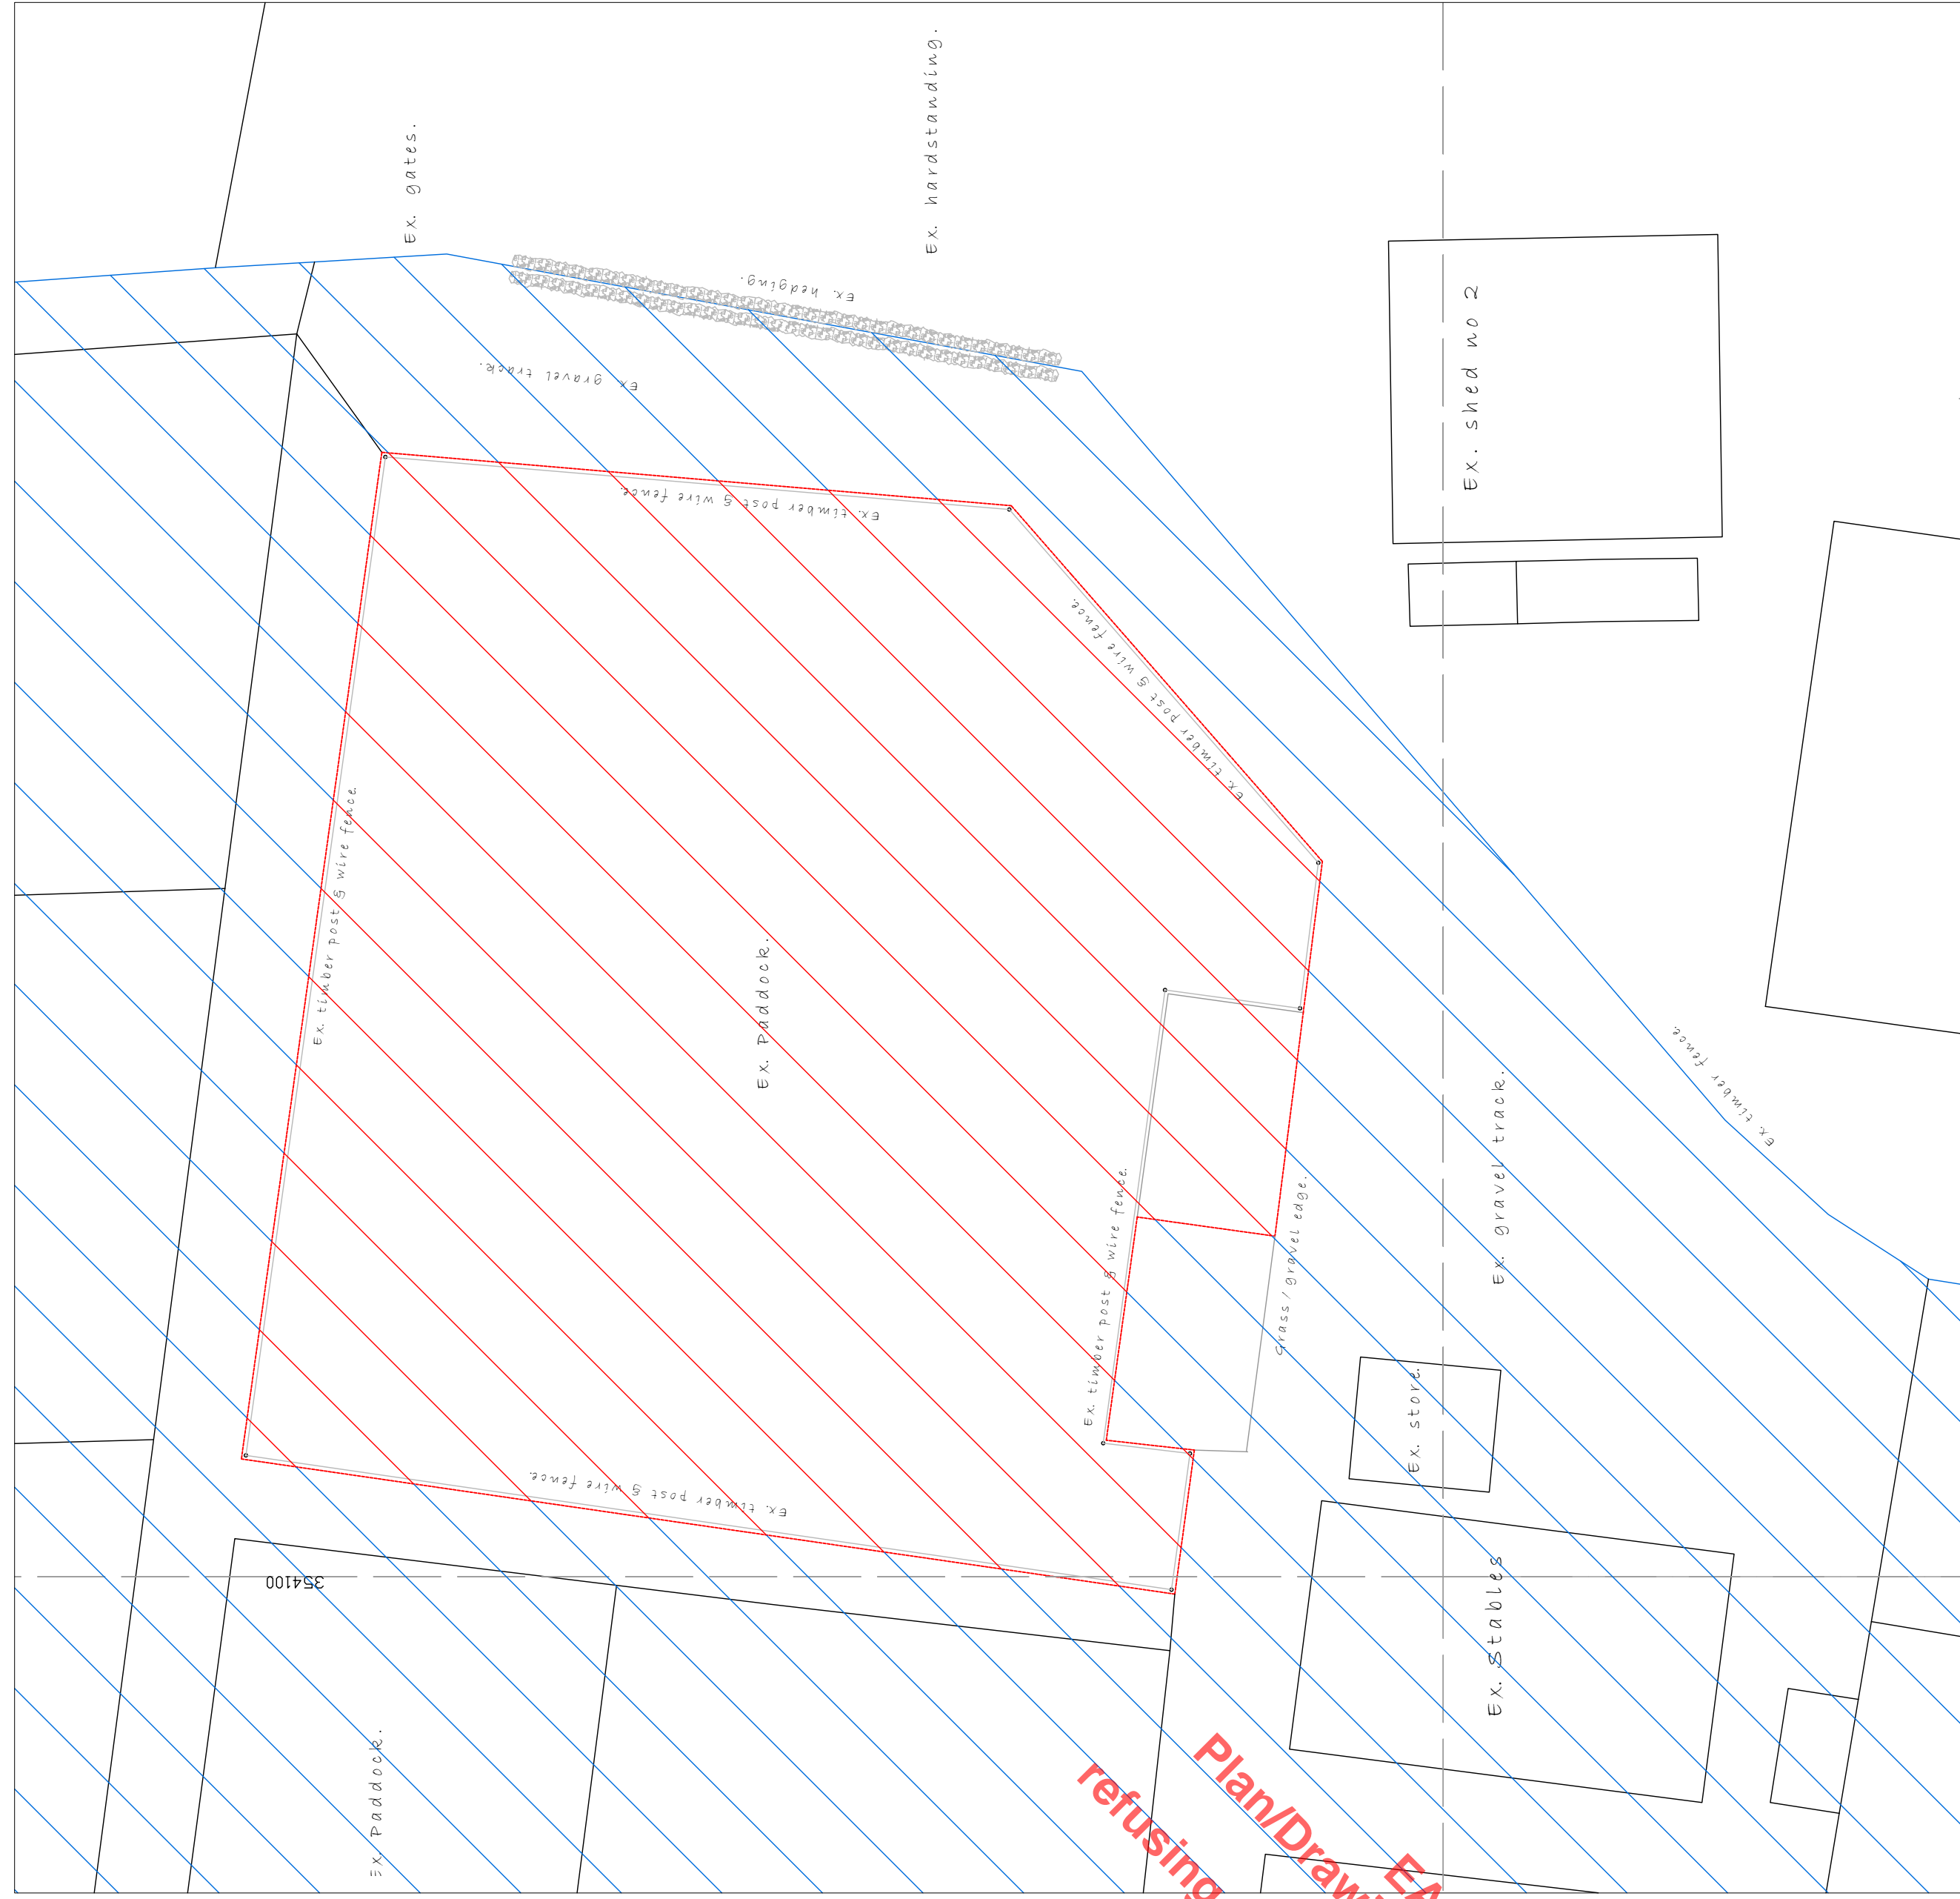 Ex. gates.
Ex. hardstanding.
Ex. hedging.
Ex gravel track.
Ex. shed no 2
Ex. timber post & wire fence.
Ex. timber post & wire fence.
Ex. timber post & wire fence.
Ex. Paddock.
Ex. timber fence.
Ex. gravel track.
Ex. timber post & wire fence.
Grass / gravel edge.
Ex. store.
Ex. timber post & wire fence.
354100
Ex. Stables
Ex. Paddock.
Plan/Draw
refusing
EA